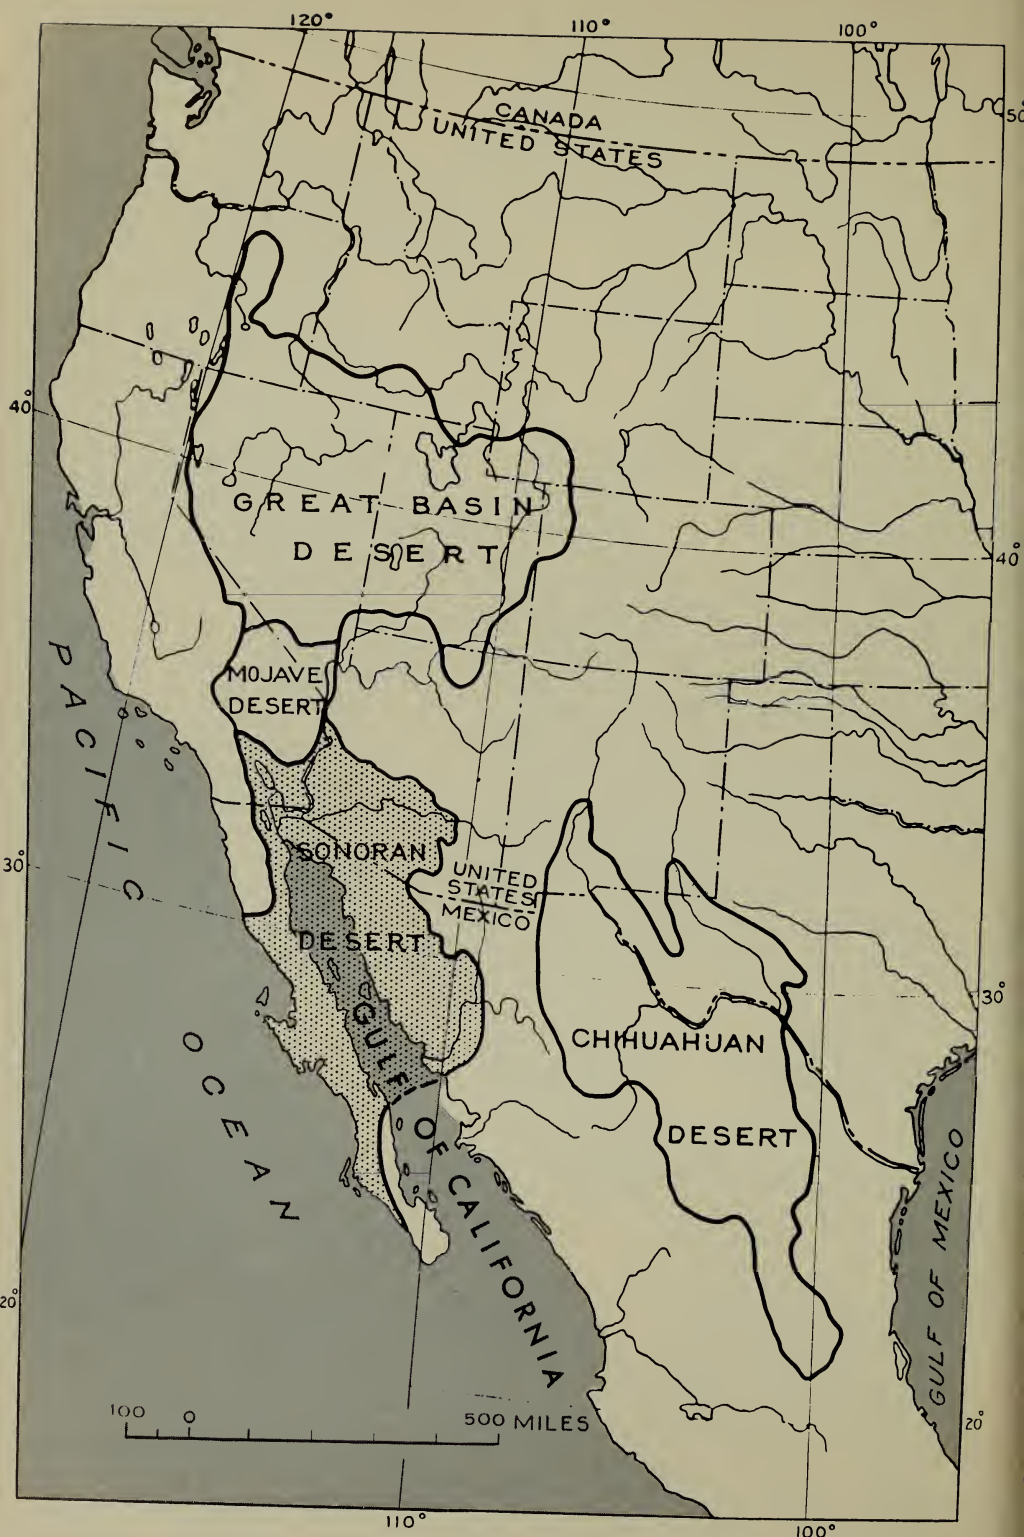 120°
110°
100°
50°
CANADA
UNITED STATES
40°
GREAT BASIN
DESERT
40°
MOJAVE
DESERT
PACIFIC
OCEAN
30°
SONORAN
DESERT
UNITED
STATES
MEXICO
30°
CHIHUAHUAN
DESERT
GULF OF CALIFORNIA
GULF OF MEXICO
20°
20°
100 0 500 MILES
110°
100°